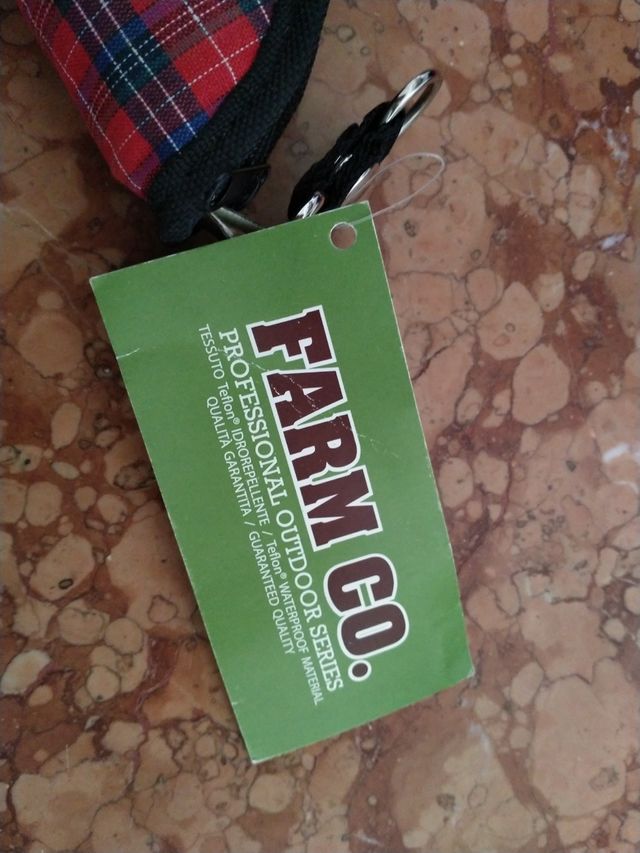 FARM CO.
PROFESSIONAL OUTDOOR SERIES
TESSUTO Teflon® IDROREPELLENTE / Teflon® WATERPROOF MATERIAL
QUALITÀ GARANTITA / GUARANTEED QUALITY